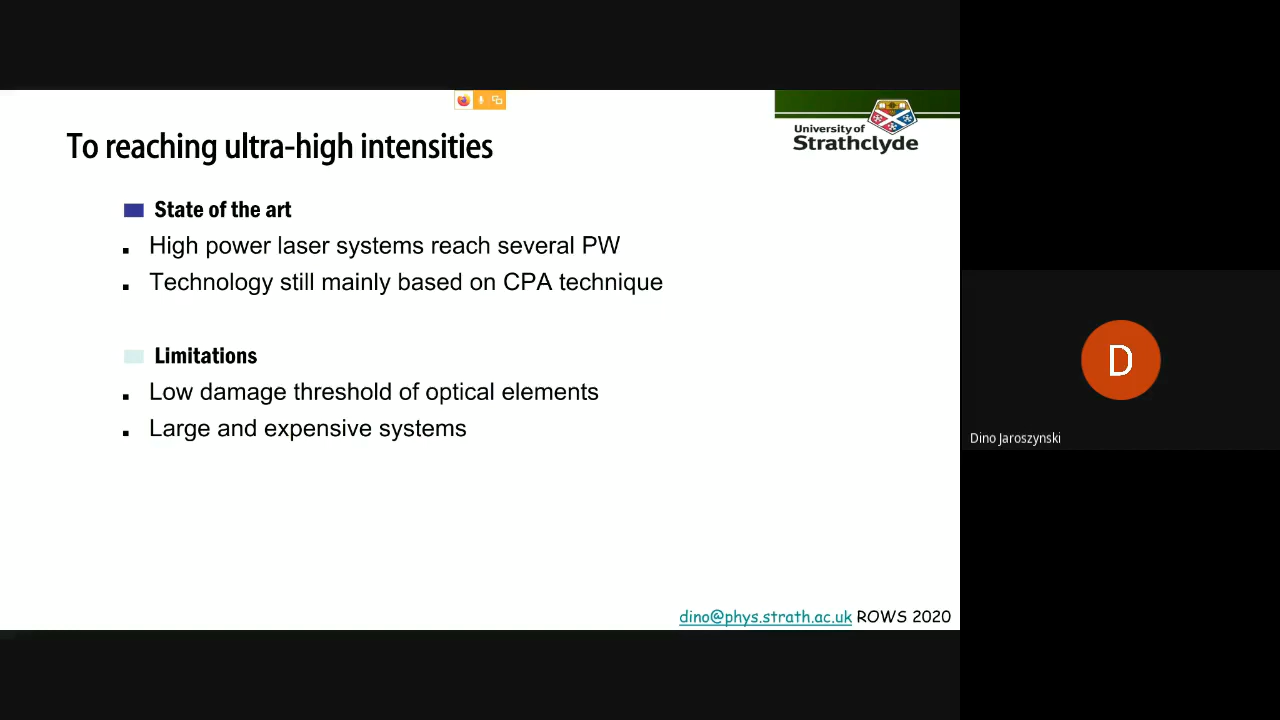 To reaching ultra-high intensities
University of
Strathclyde
State of the art
High power laser systems reach several PW
Technology still mainly based on CPA technique
Limitations
Low damage threshold of optical elements
Large and expensive systems
dino@phys.strath.ac.uk ROWS 2020
D
Dino Jaroszynski